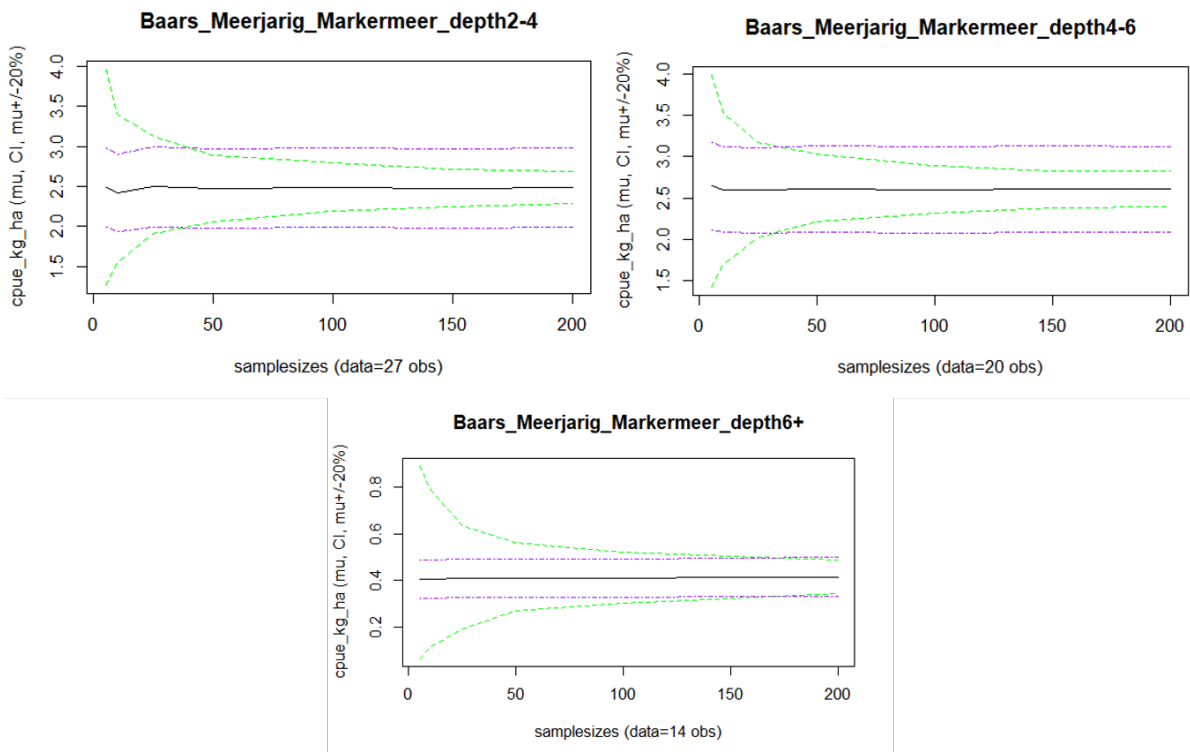 Baars_Meerjarig_Markermeer_depth2-4
cpue_kg_ha (mu, CI, mu+/-20%)
4.0
3.5
3.0
2.5
2.0
1.5
0 50 100 150 200
samplesizes (data=27 obs)
Baars_Meerjarig_Markermeer_depth4-6
cpue_kg_ha (mu, CI, mu+/-20%)
4.0
3.5
3.0
2.5
2.0
1.5
0 50 100 150 200
samplesizes (data=20 obs)
Baars_Meerjarig_Markermeer_depth6+
cpue_kg_ha (mu, CI, mu+/-20%)
0.8
0.6
0.4
0.2
0 50 100 150 200
samplesizes (data=14 obs)